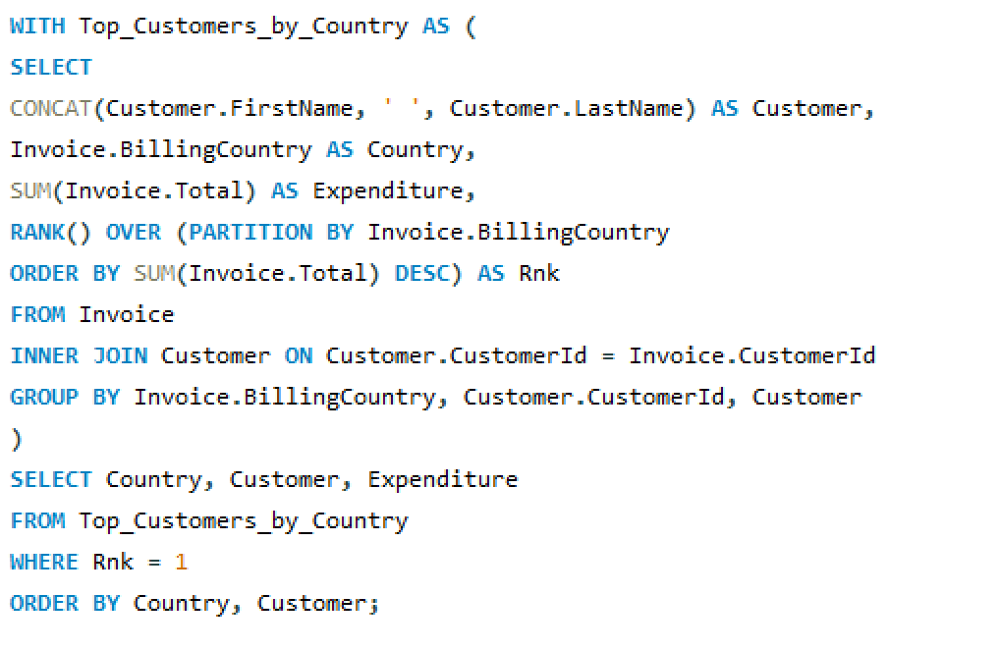 WITH Top_Customers_by_Country AS (
SELECT
CONCAT(Customer.FirstName, ' ', Customer.LastName) AS Customer,
Invoice.BillingCountry AS Country,
SUM(Invoice.Total) AS Expenditure,
RANK() OVER (PARTITION BY Invoice.BillingCountry
ORDER BY SUM(Invoice.Total) DESC) AS Rnk
FROM Invoice
INNER JOIN Customer ON Customer.CustomerId = Invoice.CustomerId
GROUP BY Invoice.BillingCountry, Customer.CustomerId, Customer
)
SELECT Country, Customer, Expenditure
FROM Top_Customers_by_Country
WHERE Rnk = 1
ORDER BY Country, Customer;